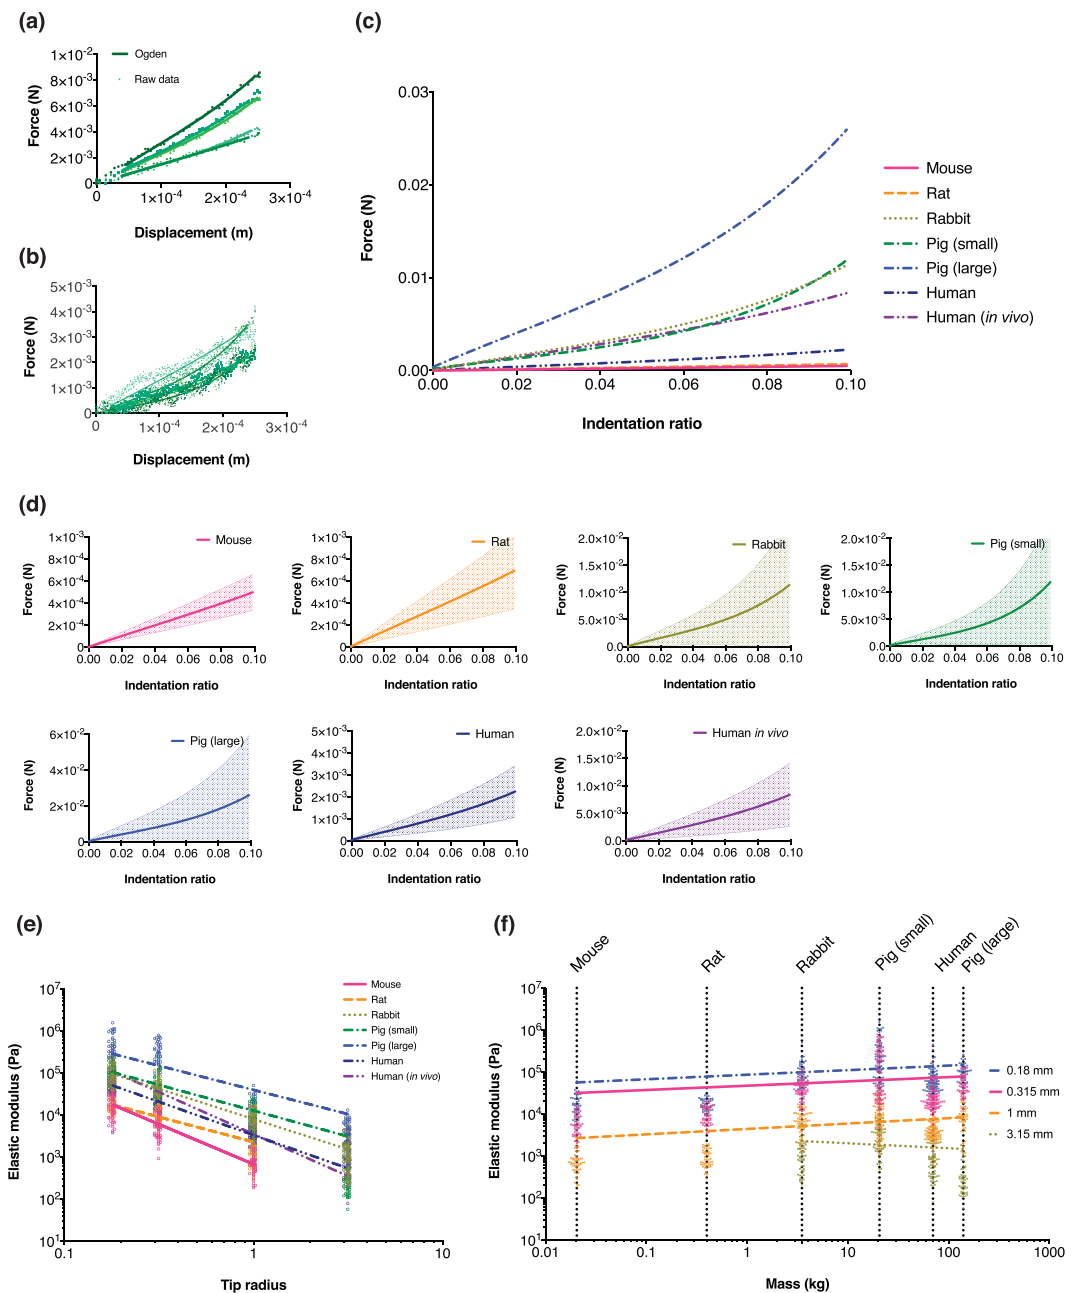 (a)
1×10⁻²
8×10⁻³
6×10⁻³
4×10⁻³
2×10⁻³
0
Force (N)
Ogden
Raw data
0
1×10⁻⁴
2×10⁻⁴
3×10⁻⁴
Displacement (m)
(b)
5×10⁻³
4×10⁻³
3×10⁻³
2×10⁻³
1×10⁻³
0
Force (N)
0
1×10⁻⁴
2×10⁻⁴
3×10⁻⁴
Displacement (m)
(c)
0.03
0.02
0.01
0.00
Force (N)
0.00
0.02
0.04
0.06
0.08
0.10
Indentation ratio
Mouse
Rat
Rabbit
Pig (small)
Pig (large)
Human
Human (in vivo)
(d)
1×10⁻³
8×10⁻⁴
6×10⁻⁴
4×10⁻⁴
2×10⁻⁴
0
Force (N)
Mouse
0.00 0.02 0.04 0.06 0.08 0.10
Indentation ratio
1×10⁻³
8×10⁻⁴
6×10⁻⁴
4×10⁻⁴
2×10⁻⁴
0
Force (N)
Rat
0.00 0.02 0.04 0.06 0.08 0.10
Indentation ratio
2.0×10⁻²
1.5×10⁻²
1.0×10⁻²
5.0×10⁻³
0.0
Force (N)
Rabbit
0.00 0.02 0.04 0.06 0.08 0.10
Indentation ratio
2.0×10⁻²
1.5×10⁻²
1.0×10⁻²
5.0×10⁻³
0.0
Force (N)
Pig (small)
0.00 0.02 0.04 0.06 0.08 0.10
Indentation ratio
6×10⁻²
4×10⁻²
2×10⁻²
0
Force (N)
Pig (large)
0.00 0.02 0.04 0.06 0.08 0.10
Indentation ratio
5×10⁻³
4×10⁻³
3×10⁻³
2×10⁻³
1×10⁻³
0
Force (N)
Human
0.00 0.02 0.04 0.06 0.08 0.10
Indentation ratio
2.0×10⁻²
1.5×10⁻²
1.0×10⁻²
5.0×10⁻³
0.0
Force (N)
Human in vivo
0.00 0.02 0.04 0.06 0.08 0.10
Indentation ratio
(e)
10⁷
10⁶
10⁵
10⁴
10³
10²
10¹
Elastic modulus (Pa)
Mouse
Rat
Rabbit
Pig (small)
Pig (large)
Human
Human (in vivo)
0.1
1
10
Tip radius
(f)
Mouse
Rat
Rabbit
Pig (small)
Human
Pig (large)
10⁷
10⁶
10⁵
10⁴
10³
10²
10¹
Elastic modulus (Pa)
0.18 mm
0.315 mm
1 mm
3.15 mm
0.01
0.1
1
10
100
1000
Mass (kg)